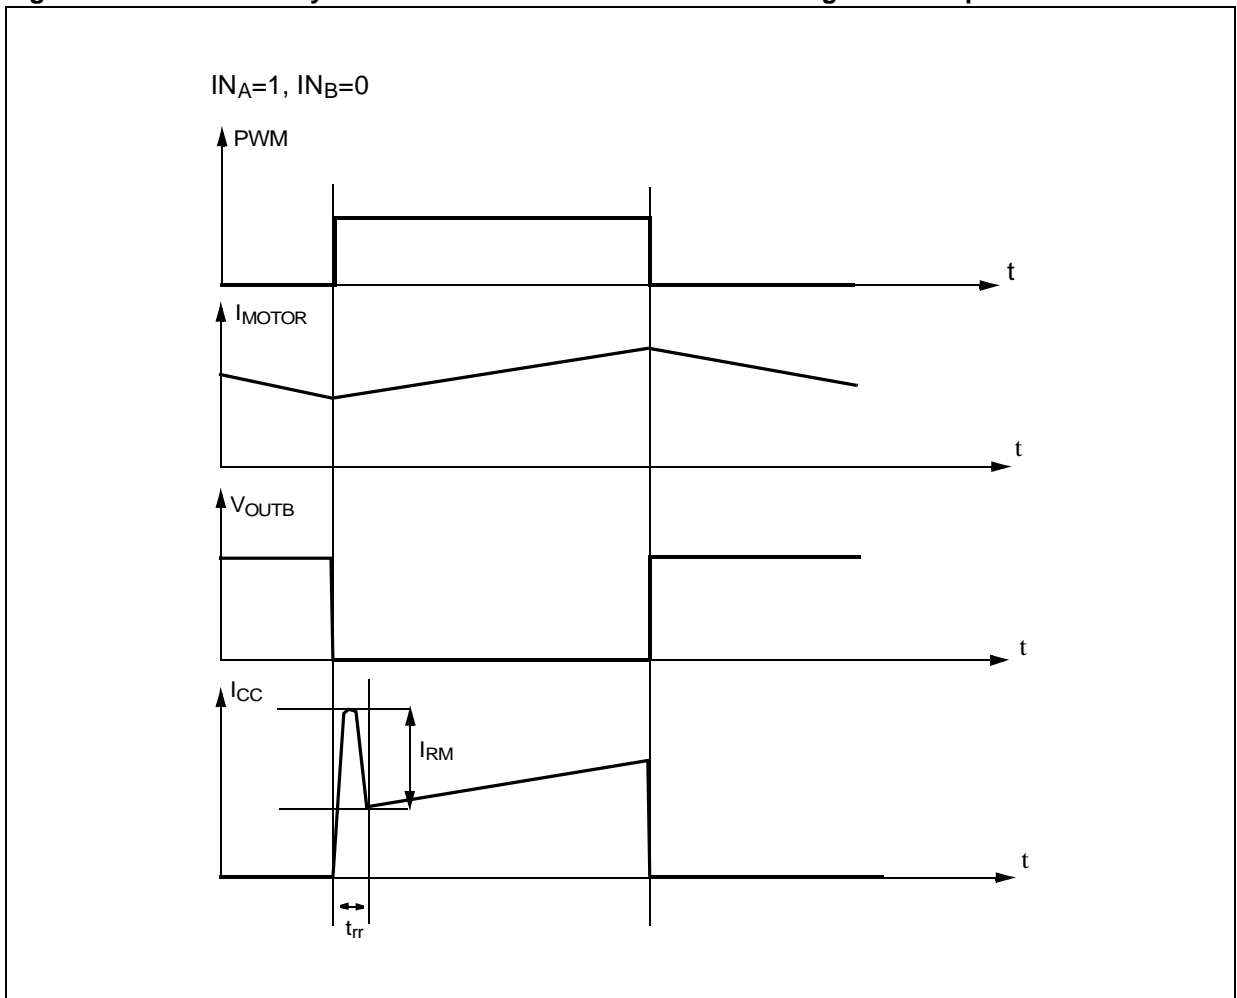 IN_A=1, IN_B=0
PWM
t
I_MOTOR
t
V_OUTB
t
I_CC
I_RM
t
t_rr